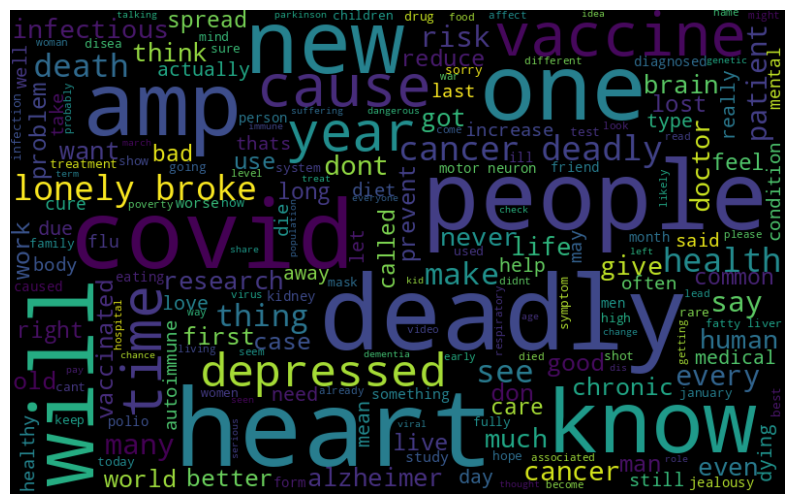 talking
parkinson
children
drug
food
affect
idea
name
might
infectious
spread
disea
mind
new
risk
vaccine
woman
sure
think
reduce
sorry
different
diagnosed
genetic
well
death
actually
cause
last
war
brain
patient
mental
probably
amp
suffering
dangerous
one
problem
take
person
got
increase
type
lost
really
infection
march
immune
come
test
look
read
year
thats
want
bad
use
system
cancer deadly
treatment
show
going
dont
ill
friend
doctor
feel
condition
term
level
treat
lonely broke
long
diet
prevent
motor neuron
likely
cure
poverty
worse
now
everyone
people
check
due
die
called
never
may
month
please
work
family
flu
covid
share
population
let
life
said
left
health
body
used
give
caused
eating
research
away
make
help
often
common
virus
mask
kid
didnt
hospital
vaccinated
right
love
kidney
deadly
symptom
men
lead
rare
way
video
respiratory
age
high
change
will
time
thing
first
case
died
getting
say
chance
autoimmune
living
seem
dementia
early
shot
dis
fatty liver
pay
depressed
see
good
medical
human
old
cant
women
already
something
need
don
chronic
every
january
healthy
keep
polio
seen
heart
mean
care
know
best
many
serious
viral
live
fully
much
dying
today
study
hope
associated
man
even
world
better
form
alzheimer
day
thought
become
cancer
role
still
jealousy